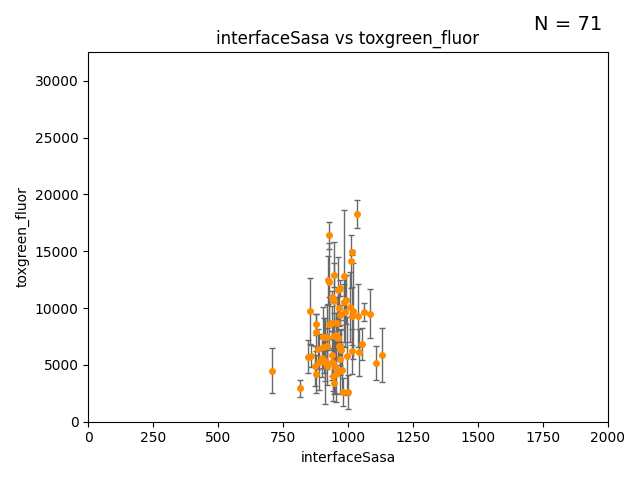 N = 71
interfaceSasa vs toxgreen_fluor
30000
25000
20000
15000
10000
5000
0
toxgreen_fluor
0 250 500 750 1000 1250 1500 1750 2000
interfaceSasa